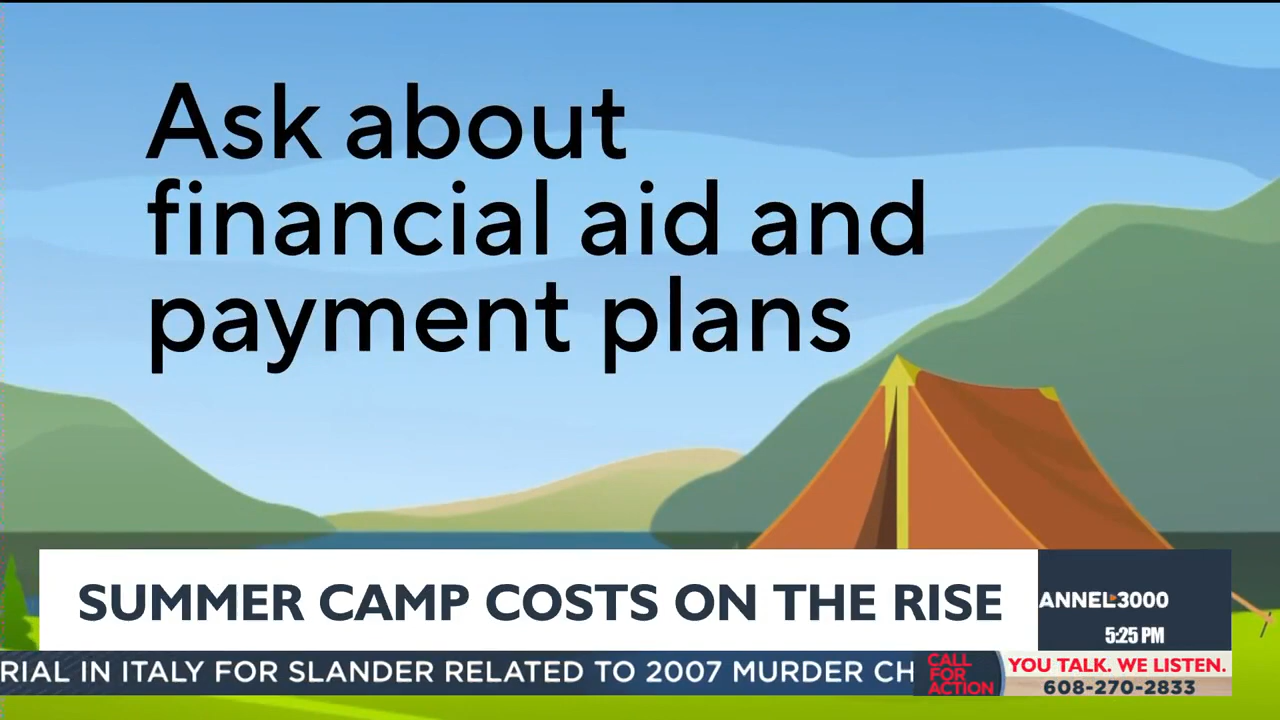 Ask about
financial aid and
payment plans
SUMMER CAMP COSTS ON THE RISE
ANNEL3000
5:25 PM
RIAL IN ITALY FOR SLANDER RELATED TO 2007 MURDER CH
CALL
FOR
ACTION
YOU TALK. WE LISTEN.
608-270-2833